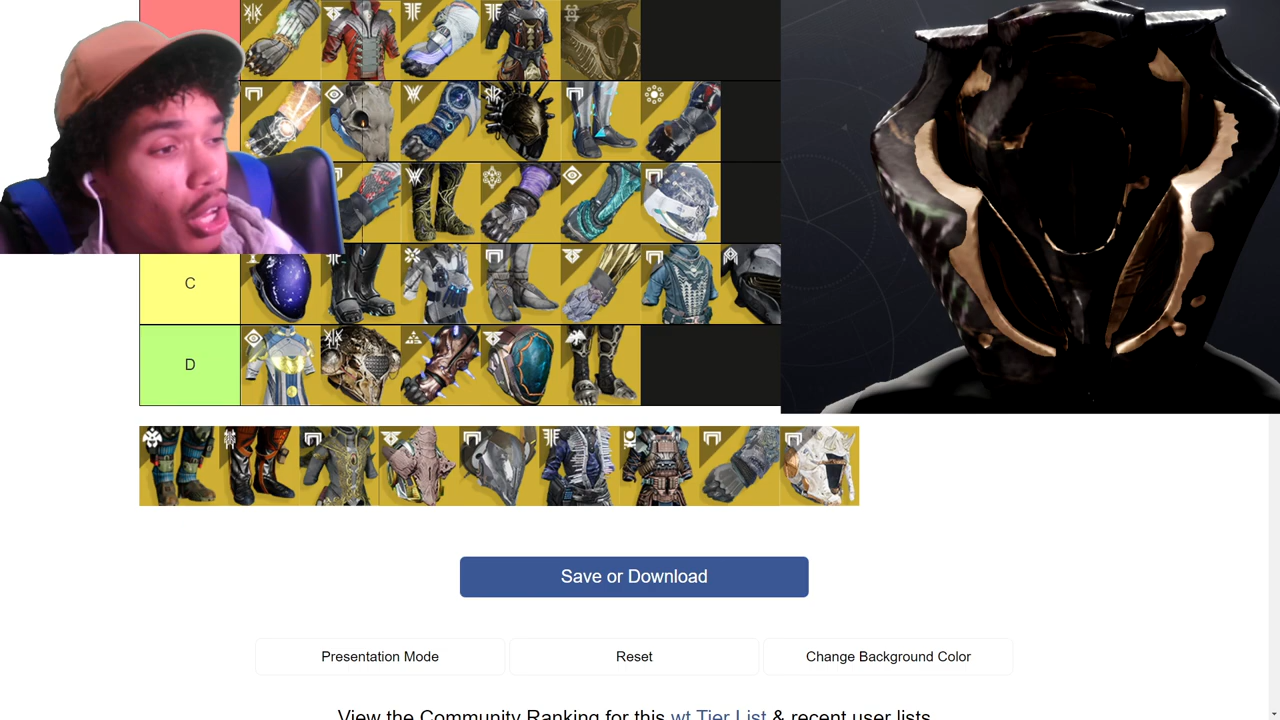 C
D
Save or Download
Presentation Mode
Reset
Change Background Color
View the Community Ranking for this wt Tier List & recent user lists